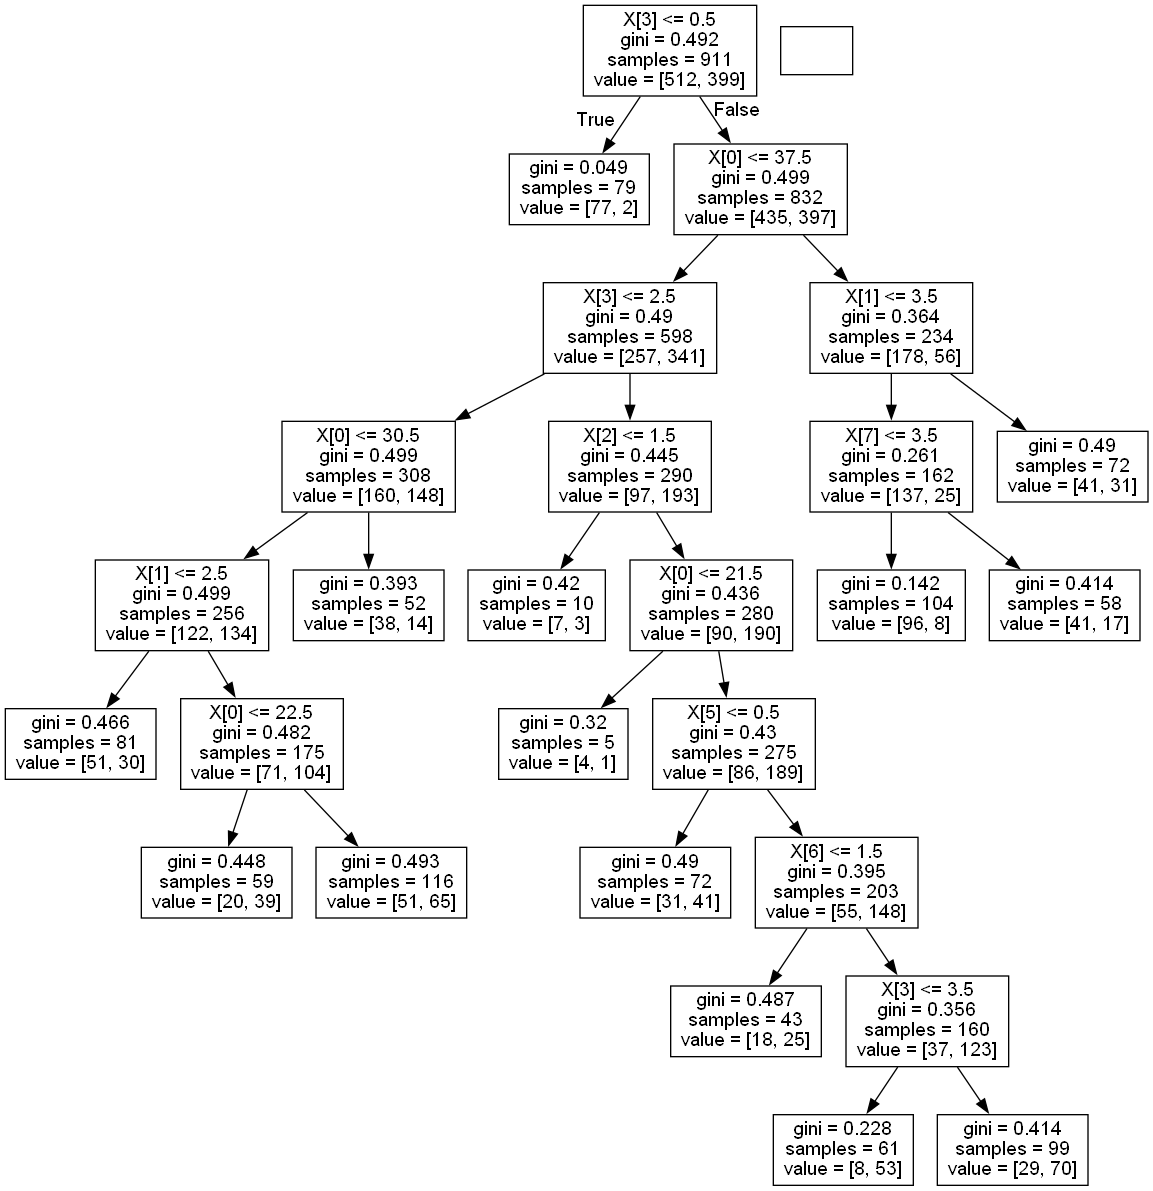 X[3] <= 0.5
gini = 0.492
samples = 911
value = [512, 399]
True
False
gini = 0.049
samples = 79
value = [77, 2]
X[0] <= 37.5
gini = 0.499
samples = 832
value = [435, 397]
X[3] <= 2.5
gini = 0.49
samples = 598
value = [257, 341]
X[1] <= 3.5
gini = 0.364
samples = 234
value = [178, 56]
X[0] <= 30.5
gini = 0.499
samples = 308
value = [160, 148]
X[2] <= 1.5
gini = 0.445
samples = 290
value = [97, 193]
X[7] <= 3.5
gini = 0.261
samples = 162
value = [137, 25]
gini = 0.49
samples = 72
value = [41, 31]
X[1] <= 2.5
gini = 0.499
samples = 256
value = [122, 134]
gini = 0.393
samples = 52
value = [38, 14]
gini = 0.42
samples = 10
value = [7, 3]
X[0] <= 21.5
gini = 0.436
samples = 280
value = [90, 190]
gini = 0.142
samples = 104
value = [96, 8]
gini = 0.414
samples = 58
value = [41, 17]
gini = 0.466
samples = 81
value = [51, 30]
X[0] <= 22.5
gini = 0.482
samples = 175
value = [71, 104]
gini = 0.32
samples = 5
value = [4, 1]
X[5] <= 0.5
gini = 0.43
samples = 275
value = [86, 189]
gini = 0.448
samples = 59
value = [20, 39]
gini = 0.493
samples = 116
value = [51, 65]
gini = 0.49
samples = 72
value = [31, 41]
X[6] <= 1.5
gini = 0.395
samples = 203
value = [55, 148]
gini = 0.487
samples = 43
value = [18, 25]
X[3] <= 3.5
gini = 0.356
samples = 160
value = [37, 123]
gini = 0.228
samples = 61
value = [8, 53]
gini = 0.414
samples = 99
value = [29, 70]